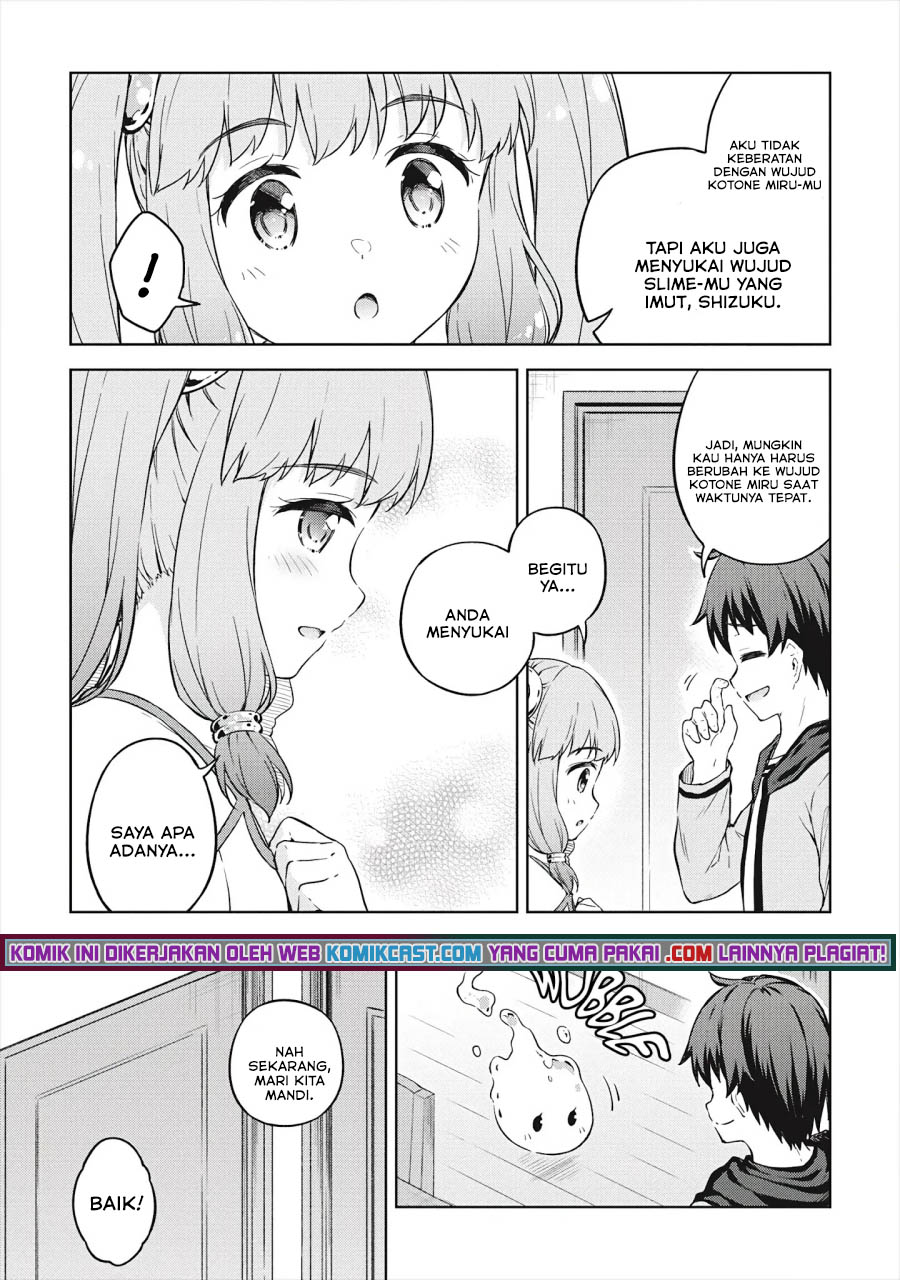 AKU TIDAK
KEBERATAN
DENGAN WUJUD
KOTONE MIRU-MU
TAPI AKU JUGA
MENYUKAI WUJUD
SLIME-MU YANG
IMUT, SHIZUKU.
!
JADI, MUNGKIN
KAU HANYA HARUS
BERUBAH KE WUJUD
KOTONE MIRU SAAT
WAKTUNYA TEPAT.
BEGITU
YA...
ANDA
MENYUKAI
SAYA APA
ADANYA...
KOMIK INI DIKERJAKAN OLEH WEB KOMIKCAST.COM YANG CUMA PAKAI .COM LAINNYA PLAGIAT!
WUBBLE
NAH
SEKARANG,
MARI KITA
MANDI.
BAIK!